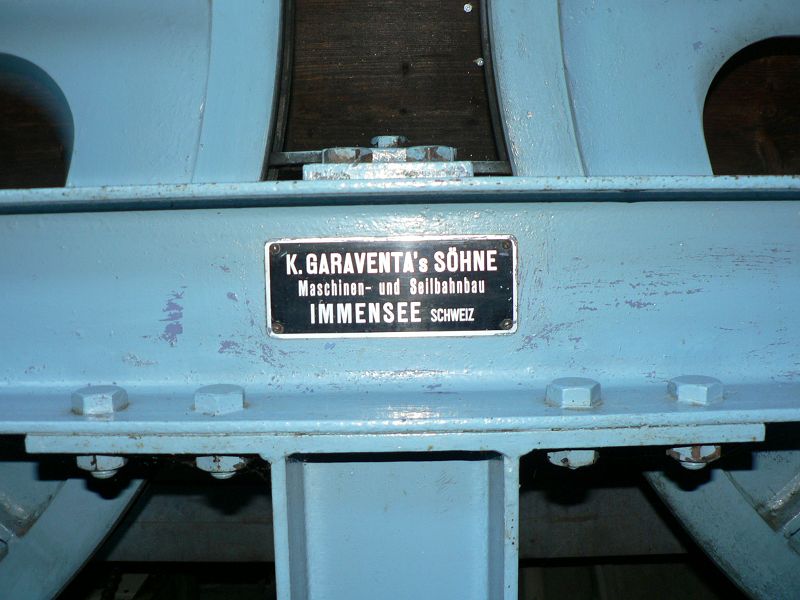 K. GARAVENTA's SÖHNE
Maschinen- und Seilbahnbau
IMMENSEE SCHWEIZ